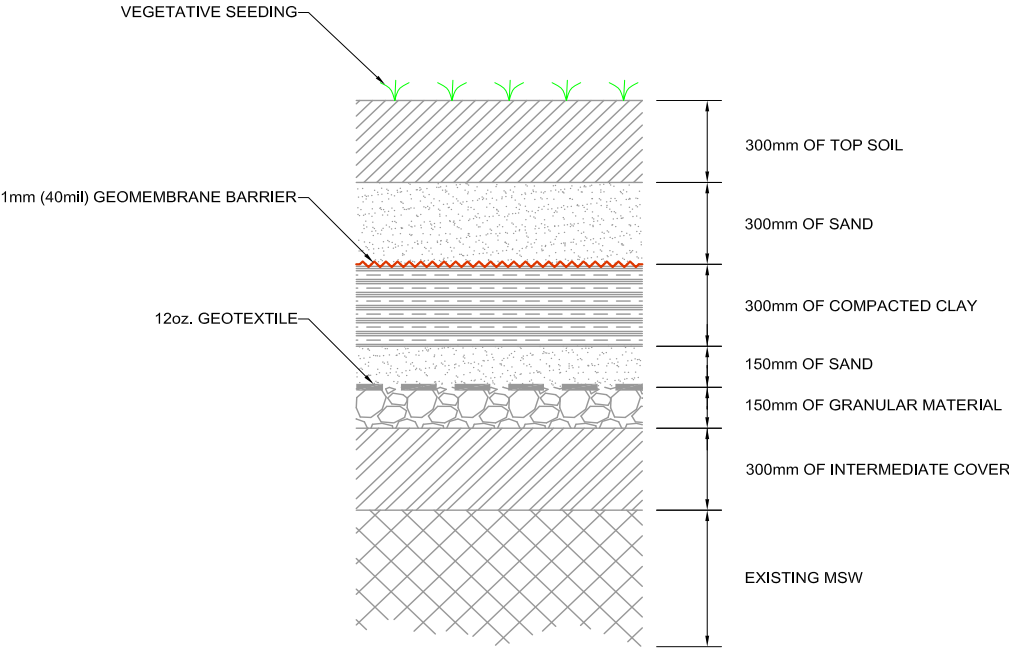 VEGETATIVE SEEDING
300mm OF TOP SOIL
1mm (40mil) GEOMEMBRANE BARRIER
300mm OF SAND
300mm OF COMPACTED CLAY
12oz. GEOTEXTILE
150mm OF SAND
150mm OF GRANULAR MATERIAL
300mm OF INTERMEDIATE COVER
EXISTING MSW